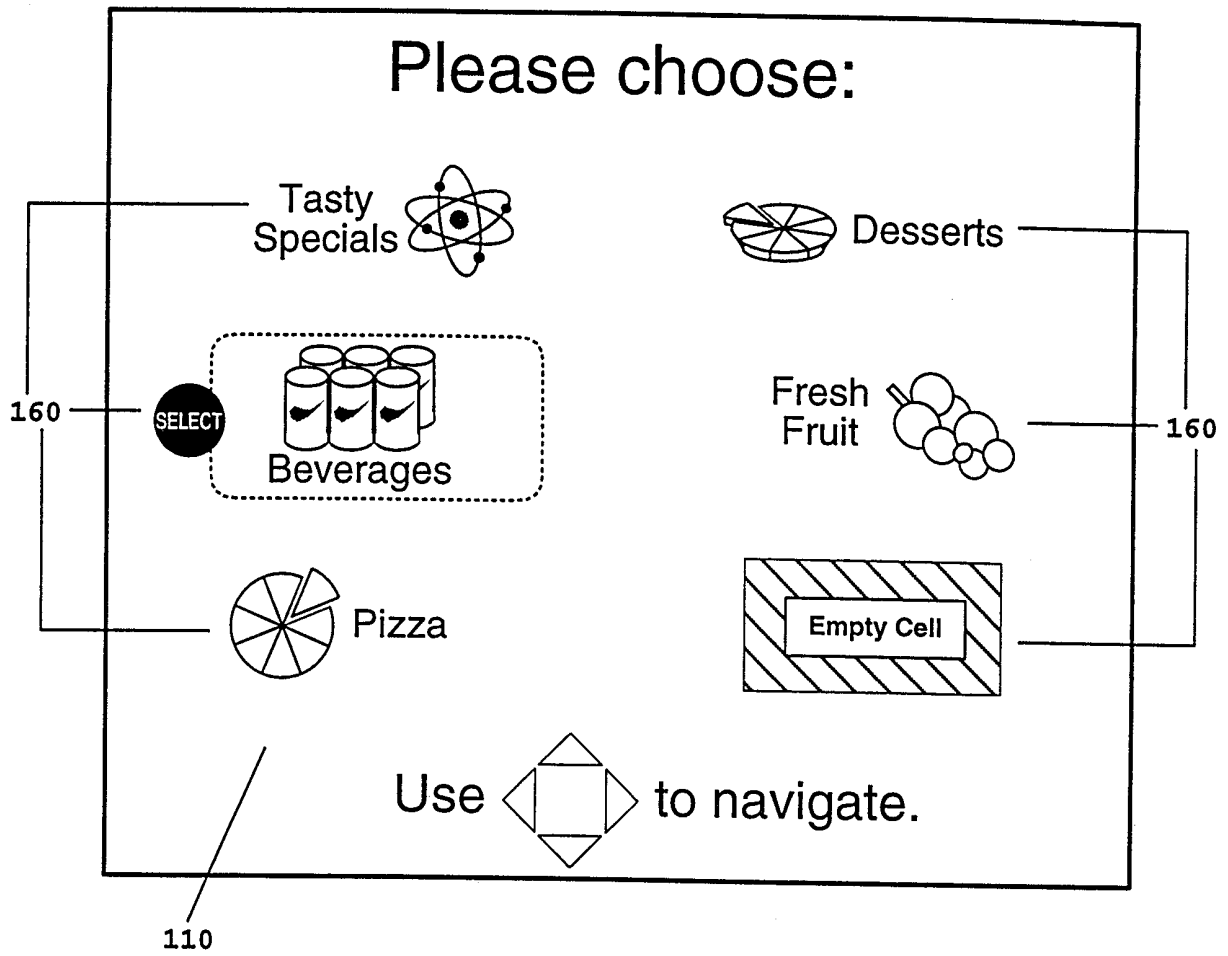 Please choose:
Tasty
Specials
Desserts
160
SELECT
Beverages
Fresh
Fruit
160
Pizza
Empty Cell
Use
to navigate.
110